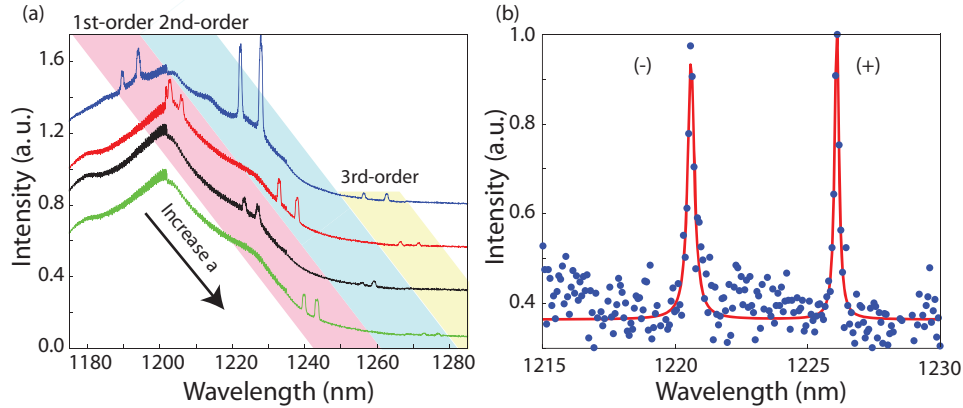 (a)
1st-order 2nd-order
1.6
1.2
0.8
0.4
0.0
Intensity (a. u.)
3rd-order
Increase a
1180 1200 1220 1240 1260 1280
Wavelength (nm)
(b)
1.0
0.8
0.6
0.4
Intensity (a.u.)
(-)
(+)
1215 1220 1225 1230
Wavelength (nm)